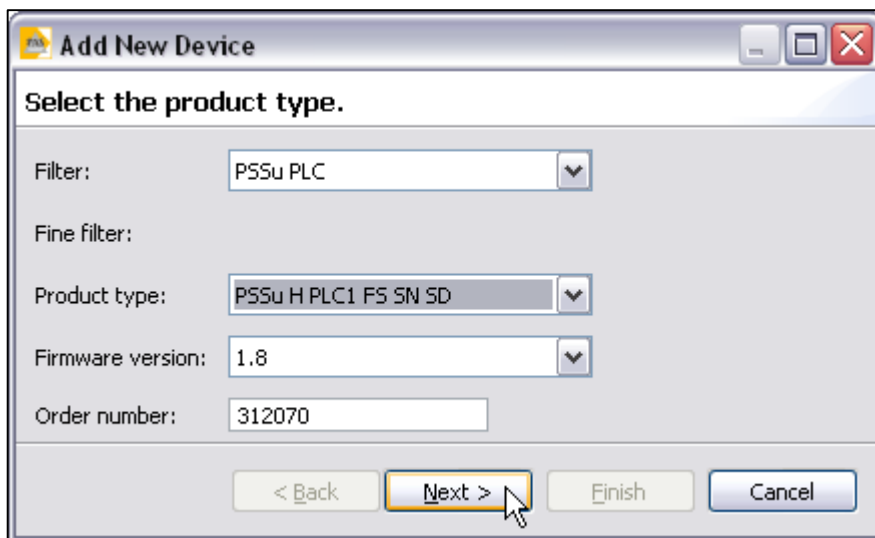 Add New Device
Select the product type.
Filter: PSSu PLC
Fine filter:
Product type: PSSu H PLC1 FS SN SD
Firmware version: 1.8
Order number: 312070
< Back Next > Finish Cancel